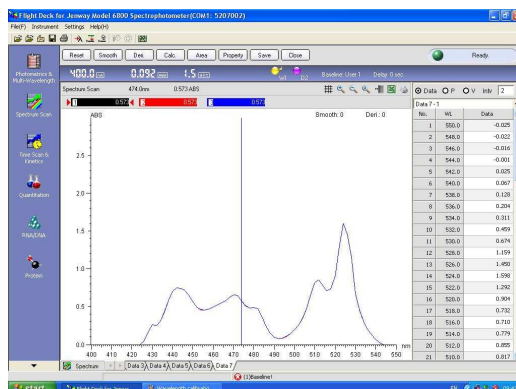 Flight Deck for Jenway Model 6800 Spectrophotometer(COM1: 5207002)
File(F) Instrument Settings Help(H)
Reset Smooth Deri. Calc. Area Property Save Close Ready.
Photometrics &
Multi-Wavelength
400.0 nm 0.092 1.5 W1 D2 Baseline: User 1 Delay 0 sec
Spectrum Scan 474.0nm 0.573 ABS
Data P V Intv 2
1 0.573 2 0.573 3 0.573
Data 7 - 1
No. WL Data
ABS Smooth: 0 Deri.: 0
1 550.0 -0.025
2 548.0 -0.022
3 546.0 -0.016
4 544.0 -0.001
5 542.0 0.025
6 540.0 0.067
7 538.0 0.128
8 536.0 0.204
9 534.0 0.311
10 532.0 0.459
11 530.0 0.674
12 528.0 1.159
13 526.0 1.450
14 524.0 1.598
15 522.0 1.292
16 520.0 0.904
17 518.0 0.732
18 516.0 0.710
19 514.0 0.779
20 512.0 0.855
21 510.0 0.817
Spectrum Scan
Time Scan &
Kinetics
Quantitation
RNA/DNA
Protein
2.5
2.0
1.5
1.0
0.5
0.0
400 410 420 430 440 450 460 470 480 490 500 510 520 530 540 550 nm
Spectrum Data 3 Data 4 Data 5 Data 6 Data 7
(1)Baseline!
start